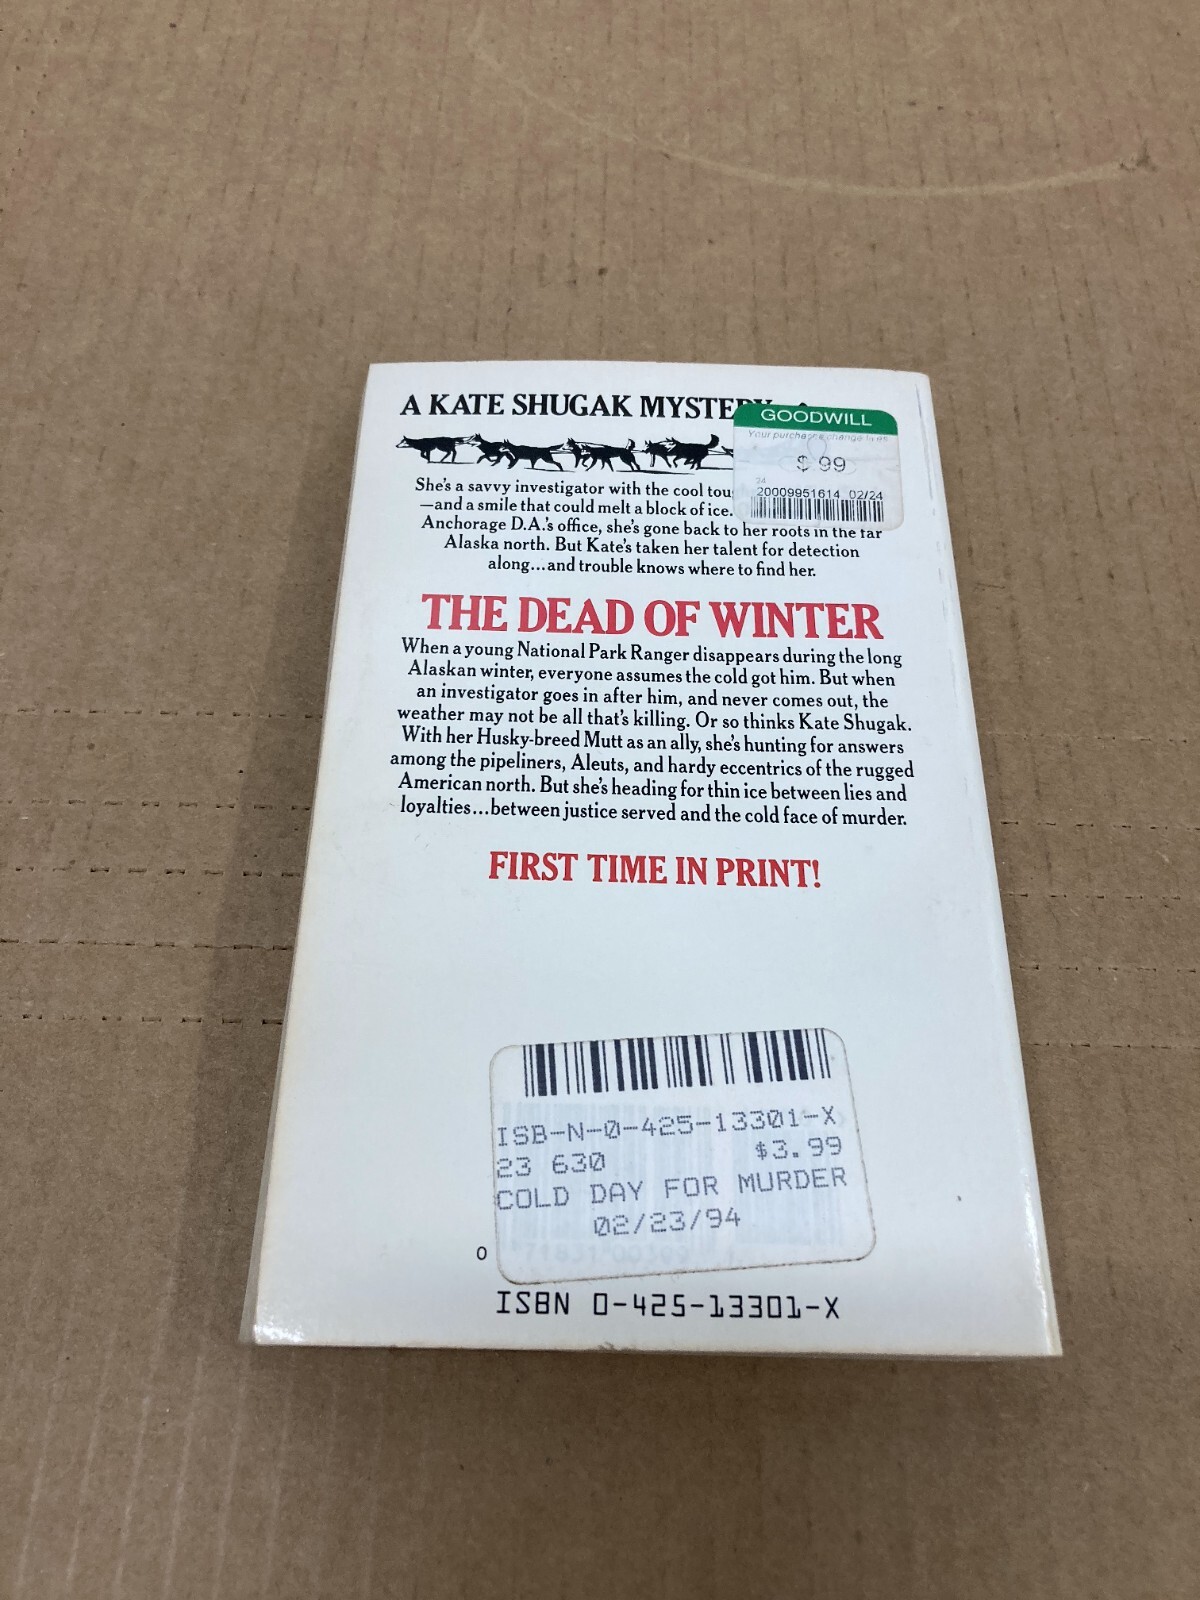 A KATE SHUGAK MYSTERY
GOODWILL
Your purchases change lives
$ .99
24
20009951614 02/24
She's a savvy investigator with the cool
—and a smile that could melt a block of ice.
Anchorage D.A.'s office, she's gone back to her roots in the far
Alaska north. But Kate's taken her talent for detection
along...and trouble knows where to find her.
THE DEAD OF WINTER
When a young National Park Ranger disappears during the long
Alaskan winter, everyone assumes the cold got him. But when
an investigator goes in after him, and never comes out, the
weather may not be all that's killing. Or so thinks Kate Shugak.
With her Husky-breed Mutt as an ally, she's hunting for answers
among the pipeliners, Aleuts, and hardy eccentrics of the rugged
American north. But she's heading for thin ice between lies and
loyalties...between justice served and the cold face of murder.
FIRST TIME IN PRINT!
ISB-N-0-425-13301-X
23 630 $3.99
COLD DAY FOR MURDER
02/23/94
0 71831 00399
ISBN 0-425-13301-X